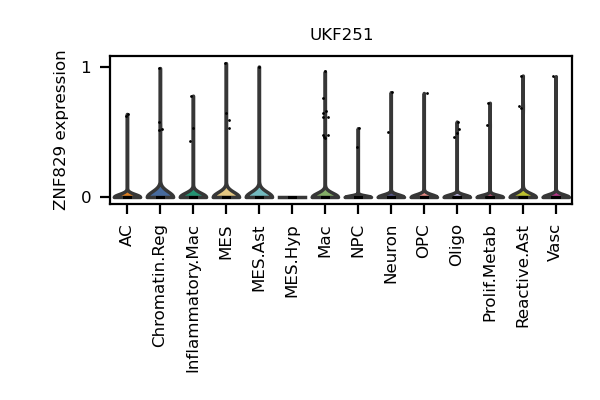 UKF251
ZNF829 expression
1
0
AC
Chromatin.Reg
Inflammatory.Mac
MES
MES.Ast
MES.Hyp
Mac
NPC
Neuron
OPC
Oligo
Prolif.Metab
Reactive.Ast
Vasc